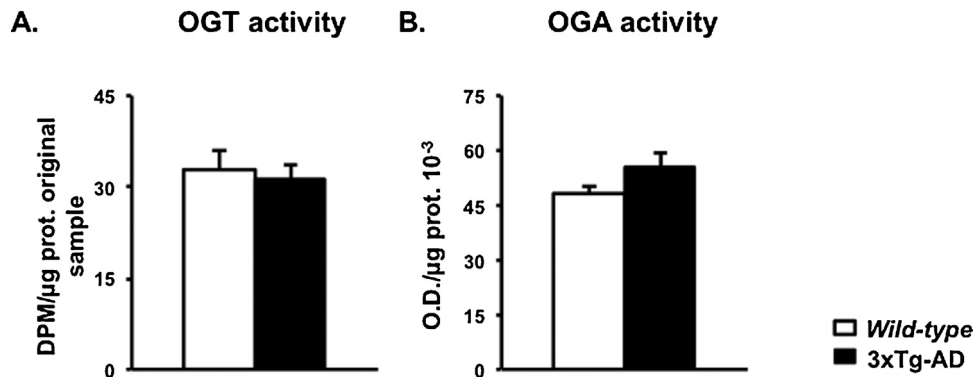 A. OGT activity
B. OGA activity
DPM/µg prot. original
sample
45
30
15
0
O.D./µg prot. 10⁻³
75
60
45
30
15
0
Wild-type
3xTg-AD